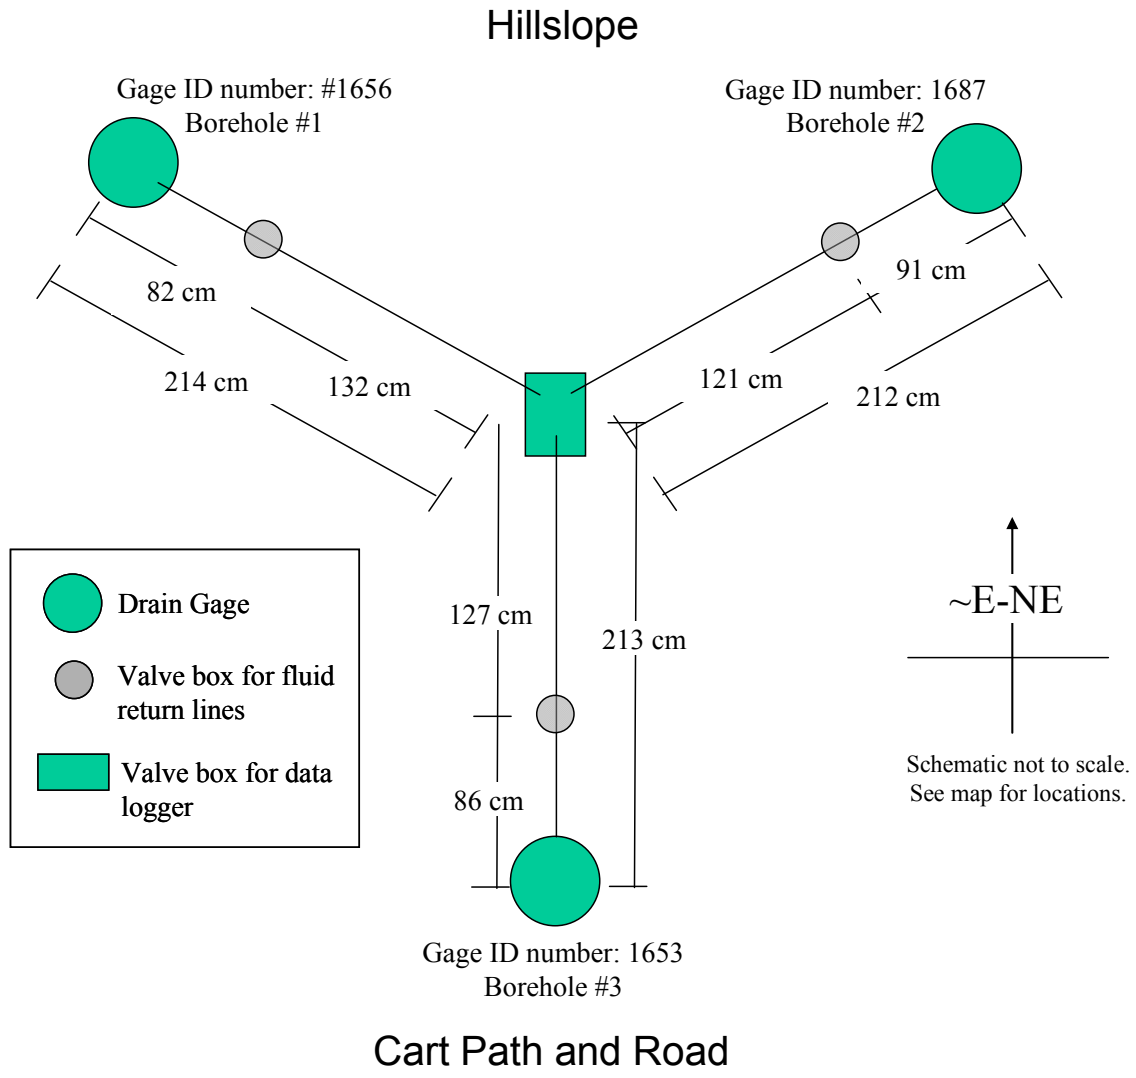 Hillslope
Gage ID number: #1656
Borehole #1
Gage ID number: 1687
Borehole #2
82 cm
91 cm
214 cm
132 cm
121 cm
212 cm
127 cm
213 cm
86 cm
Drain Gage
Valve box for fluid
return lines
Valve box for data
logger
~E-NE
Schematic not to scale.
See map for locations.
Gage ID number: 1653
Borehole #3
Cart Path and Road